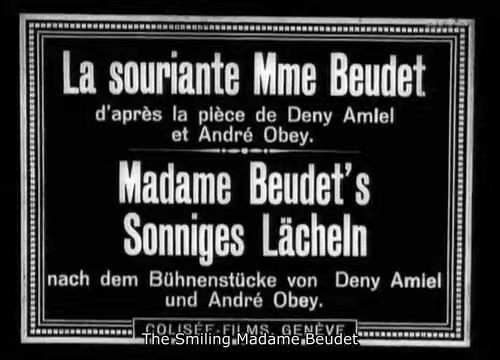 La souriante Mme Beudet
d'après la pièce de Deny Amiel
et André Obey.
Madame Beudet's
Sonniges Lächeln
nach dem Bühnenstücke von Deny Amiel
und André Obey.
COLISÉE-FILMS, GENÈVE
The Smiling Madame Beudet